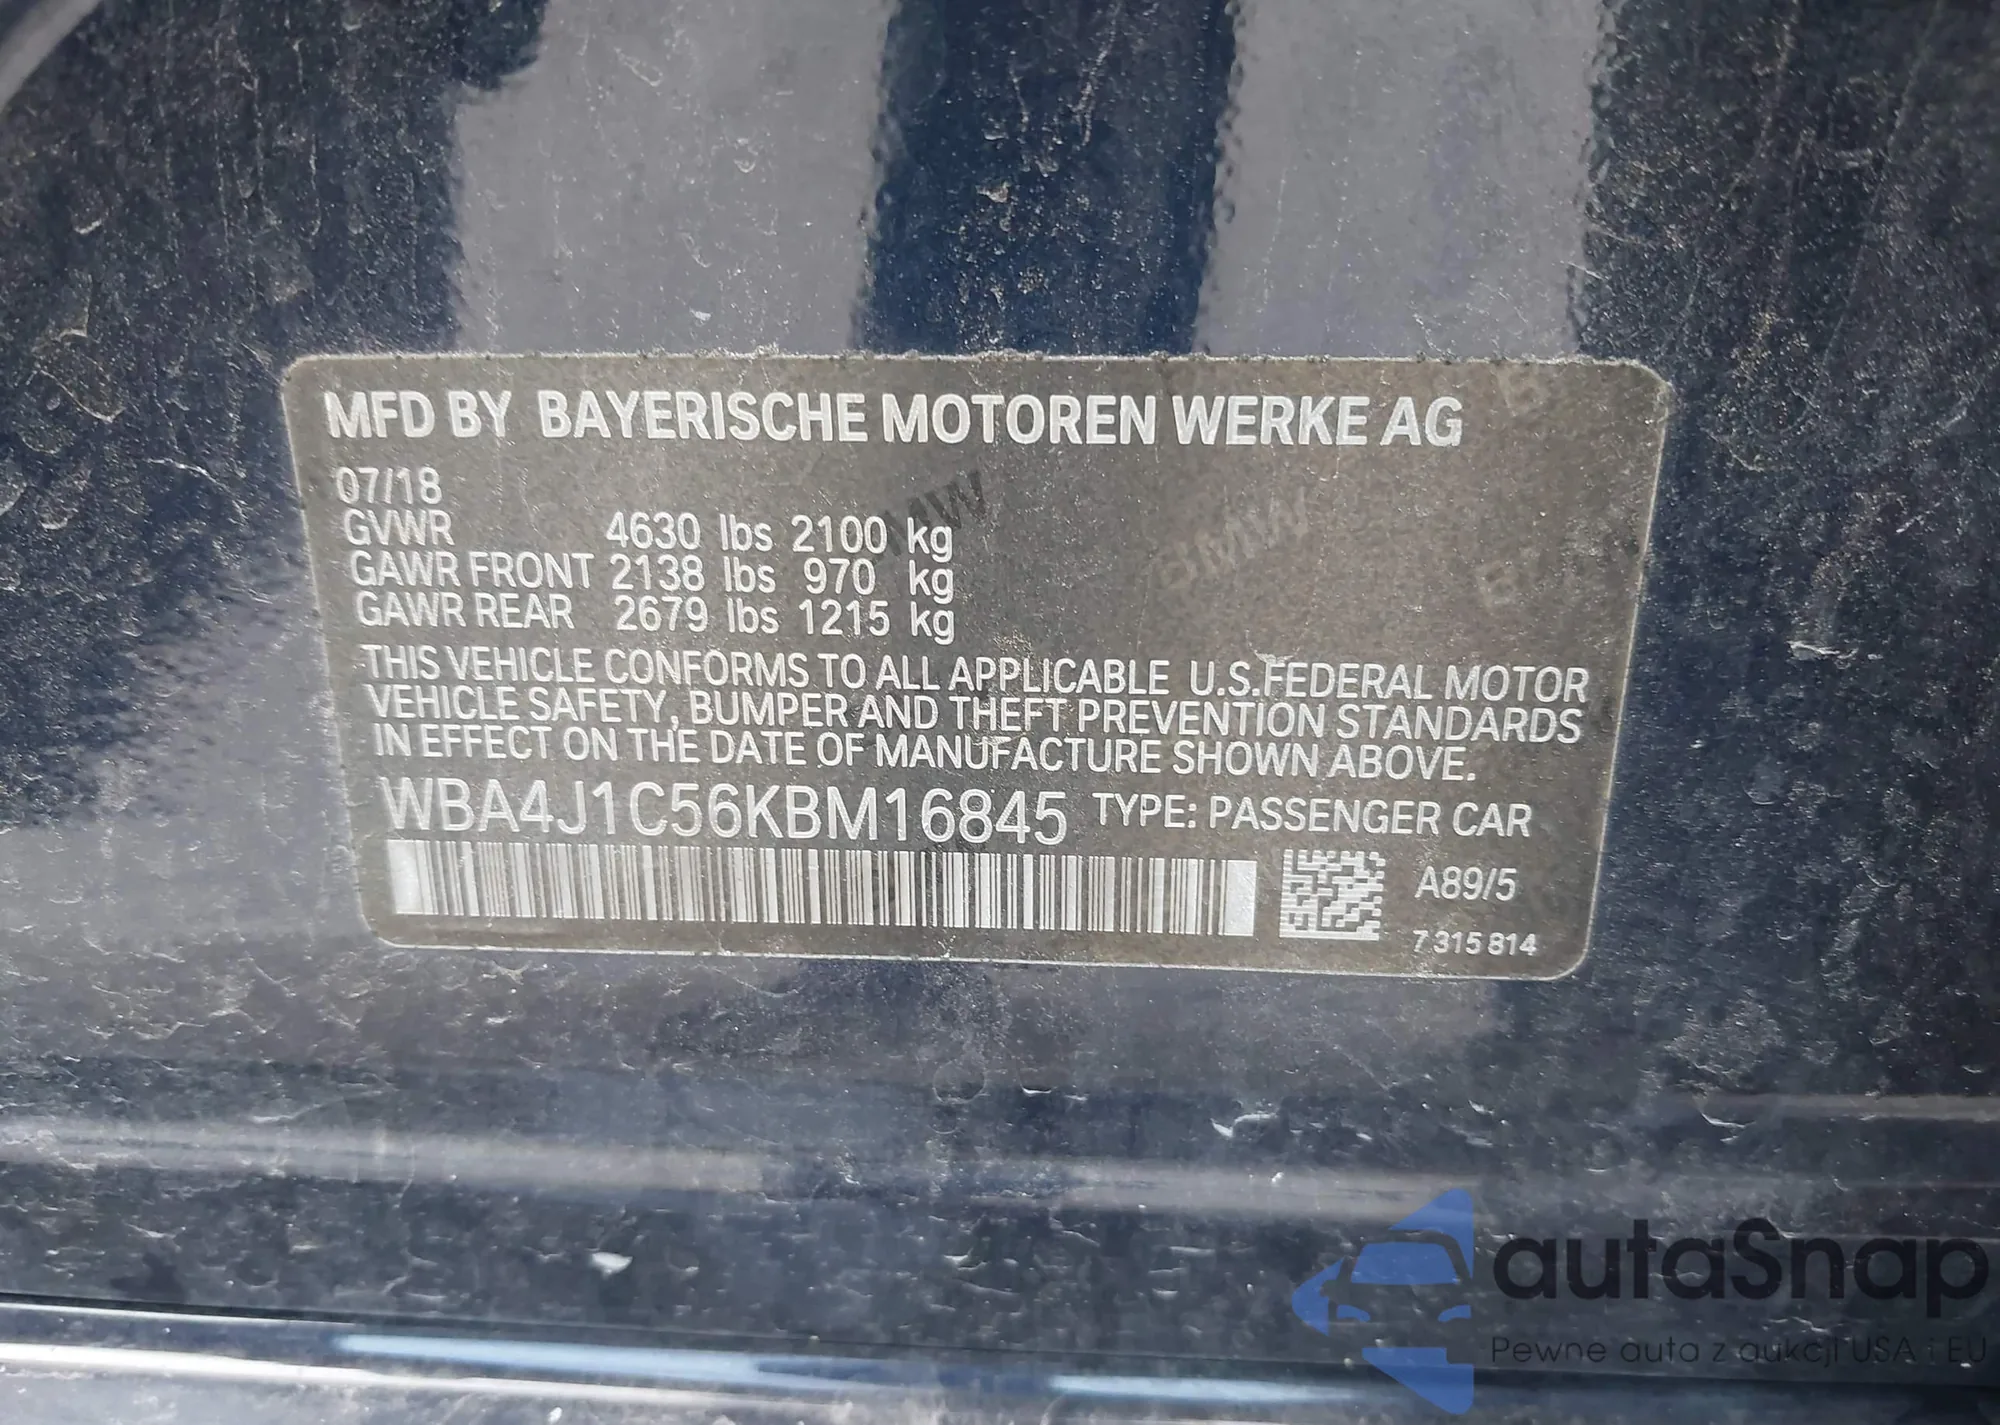 MFD BY BAYERISCHE MOTOREN WERKE AG
07/18
GVWR 4630 lbs 2100 kg
GAWR FRONT 2138 lbs 970 kg
GAWR REAR 2679 lbs 1215 kg
THIS VEHICLE CONFORMS TO ALL APPLICABLE U.S.FEDERAL MOTOR
VEHICLE SAFETY, BUMPER AND THEFT PREVENTION STANDARDS
IN EFFECT ON THE DATE OF MANUFACTURE SHOWN ABOVE.
WBA4J1C56KBM16845 TYPE: PASSENGER CAR
A89/5
7 315 814
BMW
autaSnap
Pewne auta z aukcji USA i EU